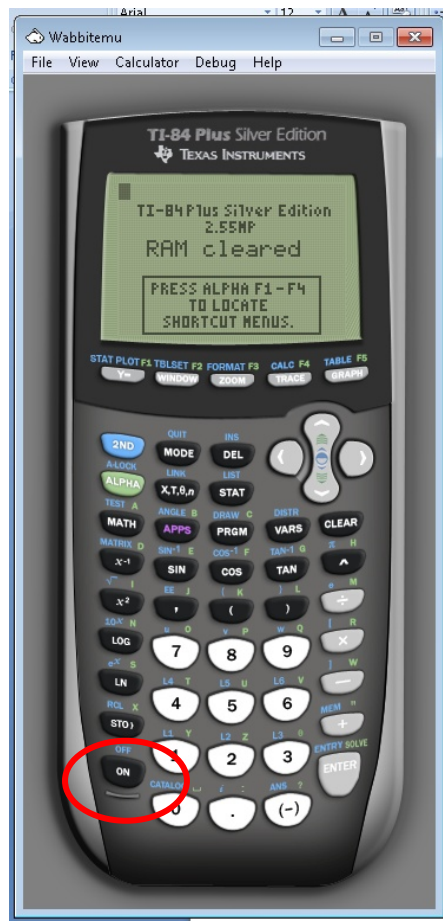 Arial 12 A A
Wabbitemu
File View Calculator Debug Help
TI-84 Plus Silver Edition
TEXAS INSTRUMENTS
TI-84Plus Silver Edition
2.55MP
RAM cleared
PRESS ALPHA F1-F4
TO LOCATE
SHORTCUT MENUS.
STAT PLOT F1 TBLSET F2 FORMAT F3 CALC F4 TABLE F5
Y= WINDOW ZOOM TRACE GRAPH
QUIT INS
2ND MODE DEL
A-LOCK LINK LIST
ALPHA X,T,θ,n STAT
TEST A ANGLE B DRAW C DISTR
MATH APPS PRGM VARS CLEAR
MATRIX D SIN⁻¹ E COS⁻¹ F TAN⁻¹ G π H
x⁻¹ SIN COS TAN ^
√ I EE J { K } L e M
x² , ( ) ÷
10ˣ N u O v P w Q [ R
LOG 7 8 9 ×
eˣ S L4 T L5 U L6 V ] W
LN 4 5 6 −
RCL X L1 Y L2 Z L3 θ MEM "
STO› 1 2 3 +
OFF CATALOG i : ANS ? ENTRY SOLVE
ON 0 . (-) ENTER